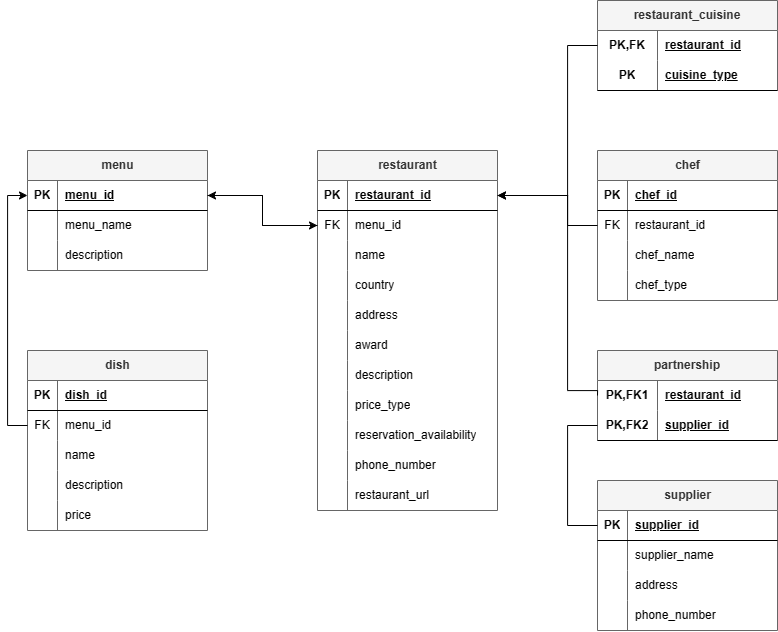 restaurant_cuisine
PK,FK restaurant_id
PK cuisine_type
menu
PK menu_id
menu_name
description
restaurant
PK restaurant_id
FK menu_id
name
country
address
award
description
price_type
reservation_availability
phone_number
restaurant_url
chef
PK chef_id
FK restaurant_id
chef_name
chef_type
dish
PK dish_id
FK menu_id
name
description
price
partnership
PK,FK1 restaurant_id
PK,FK2 supplier_id
supplier
PK supplier_id
supplier_name
address
phone_number